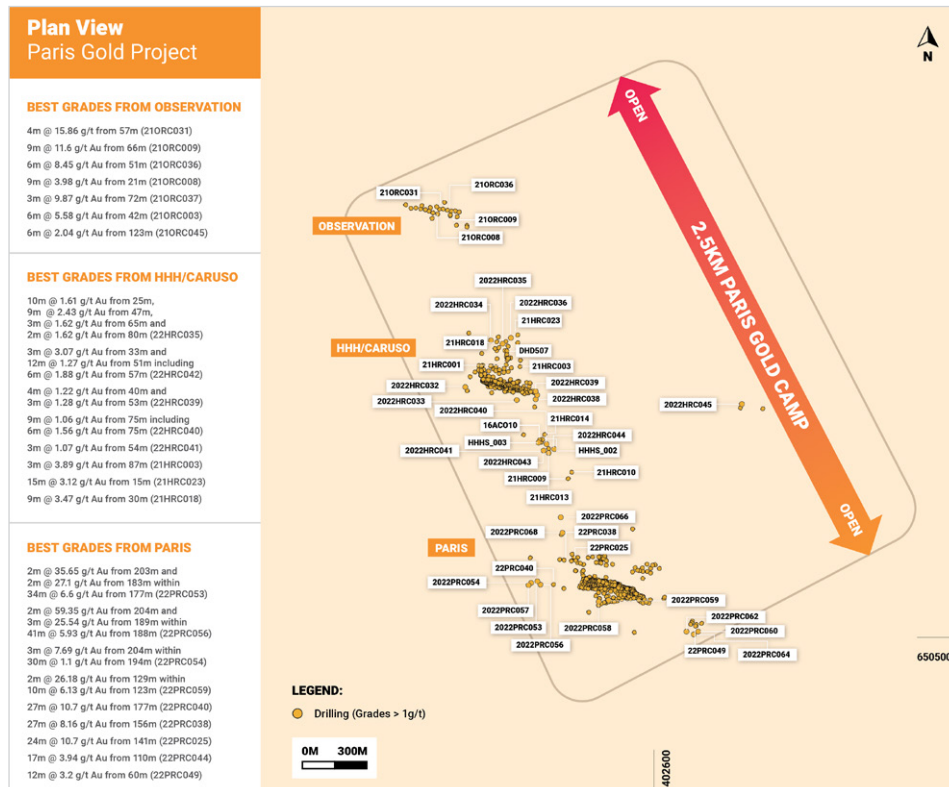 Plan View
Paris Gold Project
BEST GRADES FROM OBSERVATION
4m @ 15.86 g/t from 57m (21ORC031)
9m @ 11.6 g/t Au from 66m (21ORC009)
6m @ 8.45 g/t Au from 51m (21ORC036)
9m @ 3.98 g/t Au from 21m (21ORC008)
3m @ 9.87 g/t Au from 72m (21ORC037)
6m @ 5.58 g/t Au from 42m (21ORC003)
6m @ 2.04 g/t Au from 123m (21ORC045)
BEST GRADES FROM HHH/CARUSO
10m @ 1.61 g/t Au from 25m,
9m @ 2.43 g/t Au from 47m,
3m @ 1.62 g/t Au from 65m and
2m @ 1.62 g/t Au from 80m (22HRC035)
3m @ 3.07 g/t Au from 33m and
12m @ 1.27 g/t Au from 51m including
6m @ 1.88 g/t Au from 57m (22HRC042)
4m @ 1.22 g/t Au from 40m and
3m @ 1.28 g/t Au from 53m (22HRC039)
9m @ 1.06 g/t Au from 75m including
6m @ 1.56 g/t Au from 75m (22HRC040)
3m @ 1.07 g/t Au from 54m (22HRC041)
3m @ 3.89 g/t Au from 87m (21HRC003)
15m @ 3.12 g/t Au from 15m (21HRC023)
9m @ 3.47 g/t Au from 30m (21HRC018)
BEST GRADES FROM PARIS
2m @ 35.65 g/t Au from 203m and
2m @ 27.1 g/t Au from 183m within
34m @ 6.6 g/t Au from 177m (22PRC053)
2m @ 59.35 g/t Au from 204m and
3m @ 25.54 g/t Au from 189m within
41m @ 5.93 g/t Au from 188m (22PRC056)
3m @ 7.69 g/t Au from 204m within
30m @ 1.1 g/t Au from 194m (22PRC054)
2m @ 26.18 g/t Au from 129m within
10m @ 6.13 g/t Au from 123m (22PRC059)
27m @ 10.7 g/t Au from 177m (22PRC040)
27m @ 8.16 g/t Au from 156m (22PRC038)
24m @ 10.7 g/t Au from 141m (22PRC025)
17m @ 3.94 g/t Au from 110m (22PRC044)
12m @ 3.2 g/t Au from 60m (22PRC049)
N
OPEN
2.5KM PARIS GOLD CAMP
OPEN
21ORC031
21ORC036
OBSERVATION
21ORC009
21ORC008
2022HRC035
2022HRC034
2022HRC036
21HRC023
21HRC018
HHH/CARUSO
DHD507
21HRC001
21HRC003
2022HRC032
2022HRC039
2022HRC033
2022HRC038
2022HRC040
2022HRC045
21HRC014
16ACO10
2022HRC044
HHHS_003
2022HRC041
HHHS_002
2022HRC043
21HRC010
21HRC009
21HRC013
2022PRC066
2022PRC068
22PRC038
PARIS
22PRC025
22PRC040
2022PRC054
2022PRC059
2022PRC057
2022PRC062
2022PRC053
2022PRC058
2022PRC060
2022PRC056
22PRC049
2022PRC064
650500
LEGEND:
Drilling (Grades > 1g/t)
0M 300M
402600